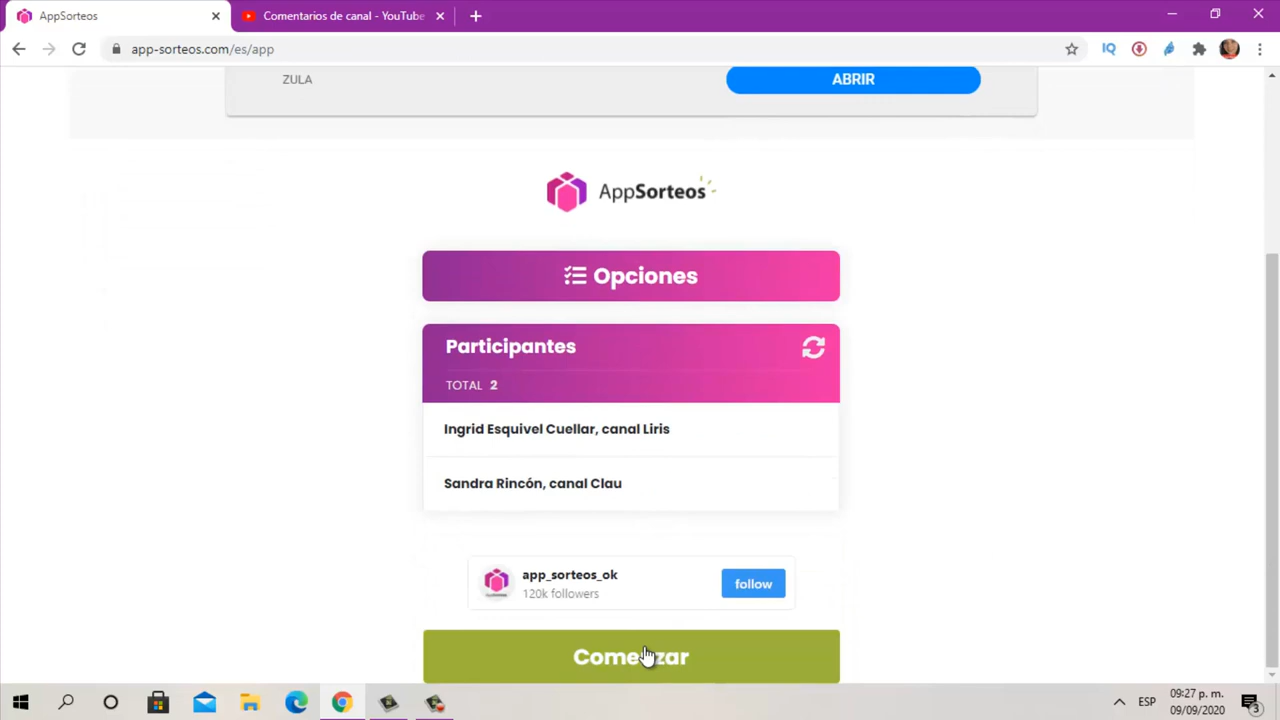 AppSorteos
Comentarios de canal - YouTube
app-sorteos.com/es/app
IQ
ZULA
ABRIR
AppSorteos
Opciones
Participantes
TOTAL 2
Ingrid Esquivel Cuellar, canal Liris
Sandra Rincón, canal Clau
app_sorteos_ok
120k followers
follow
Comenzar
ESP
09:27 p. m.
09/09/2020
3